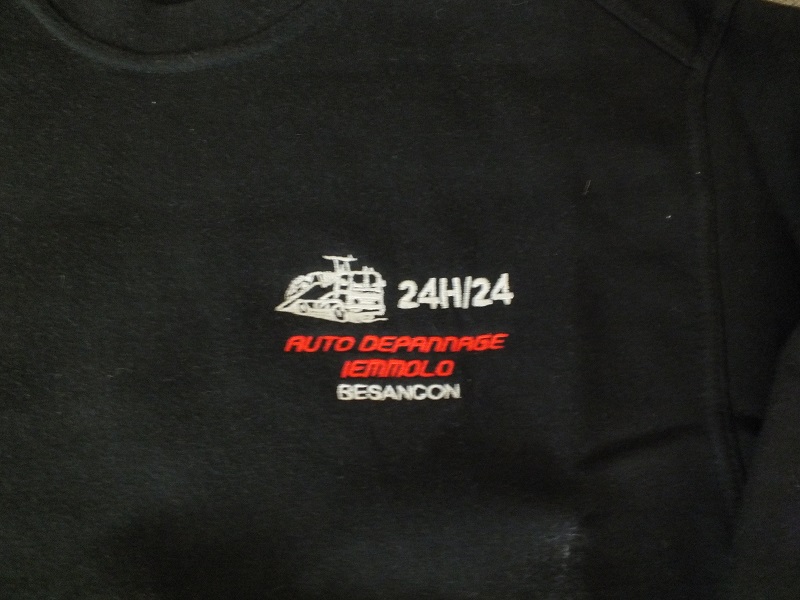 24H/24
AUTO DEPANNAGE
IEMMOLO
BESANCON